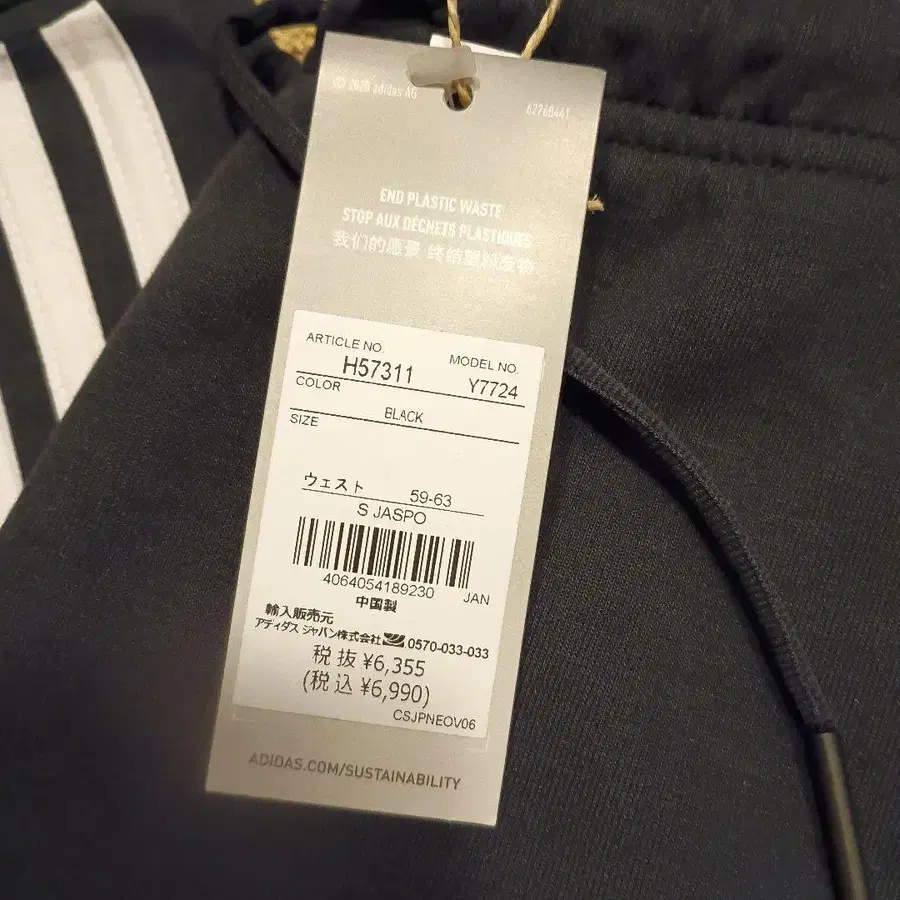 © 2020 adidas AG
62768441
END PLASTIC WASTE
STOP AUX DÉCHETS PLASTIQUES
我们的愿景 终结塑料废物
ARTICLE NO.
H57311
MODEL NO.
Y7724
COLOR
BLACK
SIZE
ウェスト 59-63
S JASPO
4064054189230 JAN
中国製
輸入販売元
アディダス ジャパン株式会社 0570-033-033
税 抜 ¥6,355
(税 込 ¥6,990)
CSJPNEOV06
ADIDAS.COM/SUSTAINABILITY